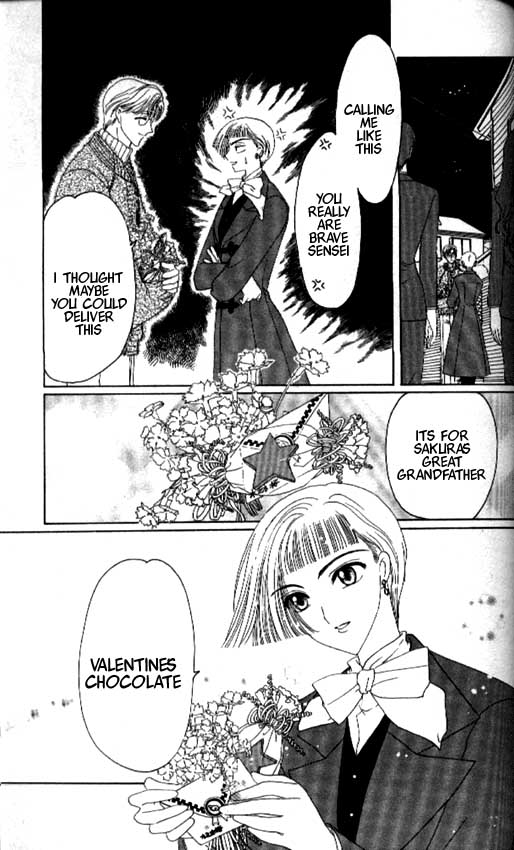 CALLING
ME
LIKE
THIS
YOU
REALLY
ARE
BRAVE
SENSEI
I THOUGHT
MAYBE
YOU COULD
DELIVER
THIS
ITS FOR
SAKURAS
GREAT
GRANDFATHER
VALENTINES
CHOCOLATE